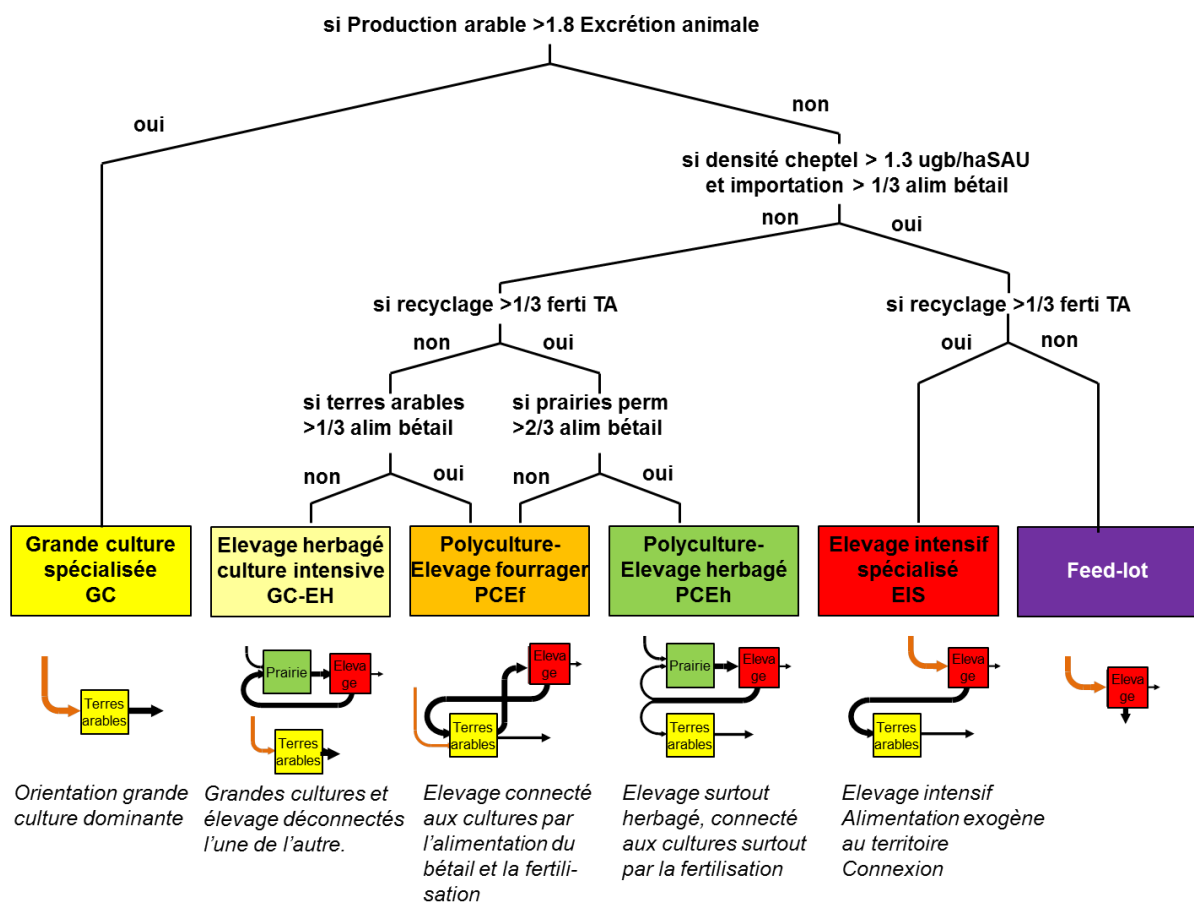 si Production arable >1.8 Excrétion animale
oui
non
si densité cheptel > 1.3 ugb/haSAU
et importation > 1/3 alim bétail
non
oui
si recyclage >1/3 ferti TA
si recyclage >1/3 ferti TA
non
oui
oui
non
si terres arables
>1/3 alim bétail
si prairies perm
>2/3 alim bétail
non
oui
non
oui
Grande culture
spécialisée
GC
Elevage herbagé
culture intensive
GC-EH
Polyculture-
Elevage fourrager
PCEf
Polyculture-
Elevage herbagé
PCEh
Elevage intensif
spécialisé
EIS
Feed-lot
Terres
arables
Prairie
Eleva
ge
Terres
arables
Eleva
ge
Terres
arables
Prairie
Eleva
ge
Terres
arables
Eleva
ge
Terres
arables
Eleva
ge
Orientation grande
culture dominante
Grandes cultures et
élevage déconnectés
l'une de l'autre.
Elevage connecté
aux cultures par
l'alimentation du
bétail et la fertili-
sation
Elevage surtout
herbagé, connecté
aux cultures surtout
par la fertilisation
Elevage intensif
Alimentation exogène
au territoire
Connexion